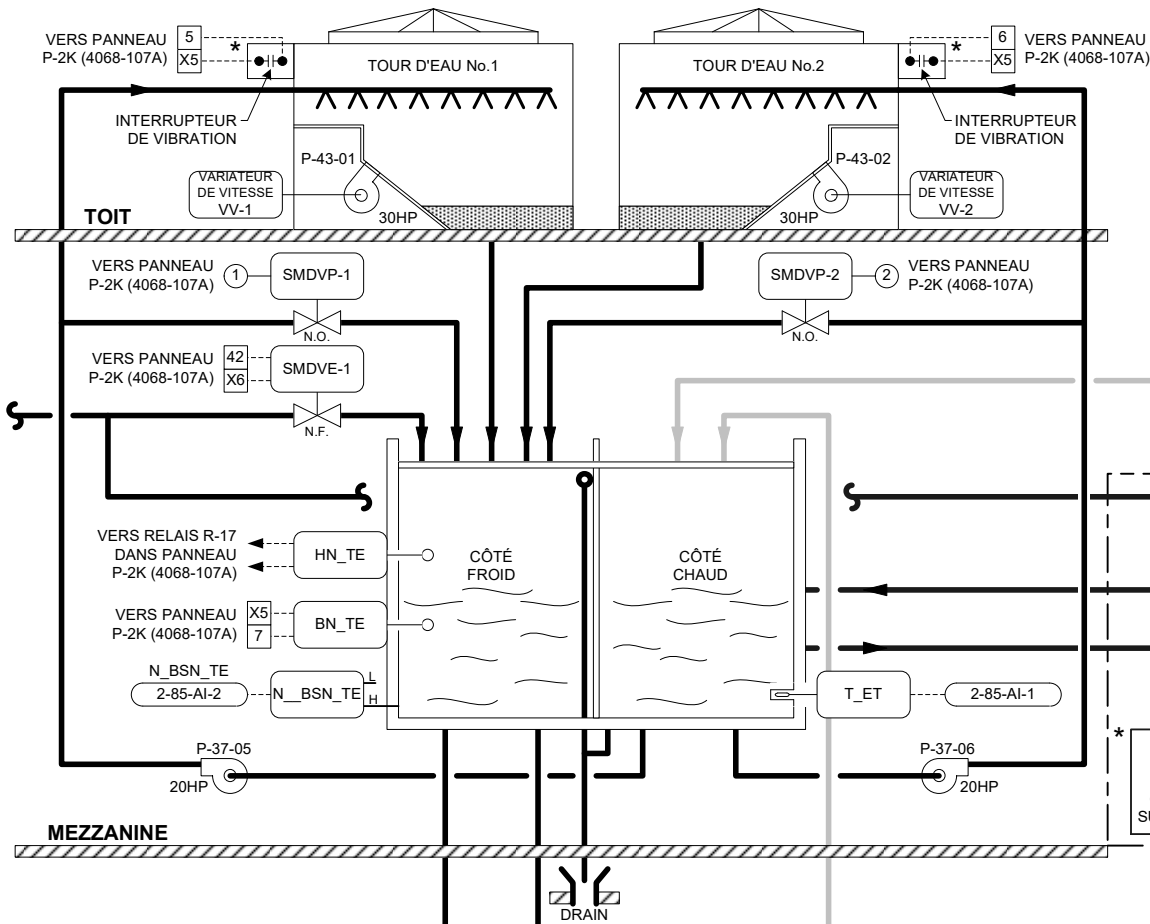 VERS PANNEAU
P-2K (4068-107A)
5
X5
*
TOUR D'EAU No.1
INTERRUPTEUR
DE VIBRATION
P-43-01
VARIATEUR
DE VITESSE
VV-1
30HP
TOUR D'EAU No.2
*
6
X5
VERS PANNEAU
P-2K (4068-107A)
INTERRUPTEUR
DE VIBRATION
P-43-02
VARIATEUR
DE VITESSE
VV-2
30HP
TOIT
VERS PANNEAU
P-2K (4068-107A)
1
SMDVP-1
N.O.
SMDVP-2
2
VERS PANNEAU
P-2K (4068-107A)
N.O.
VERS PANNEAU
P-2K (4068-107A)
42
X6
SMDVE-1
N.F.
VERS RELAIS R-17
DANS PANNEAU
P-2K (4068-107A)
HN_TE
CÔTÉ
FROID
CÔTÉ
CHAUD
VERS PANNEAU
P-2K (4068-107A)
X5
7
BN_TE
N_BSN_TE
2-85-AI-2
N__BSN_TE
L
H
T_ET
2-85-AI-1
P-37-05
20HP
P-37-06
20HP
*
SU
MEZZANINE
DRAIN